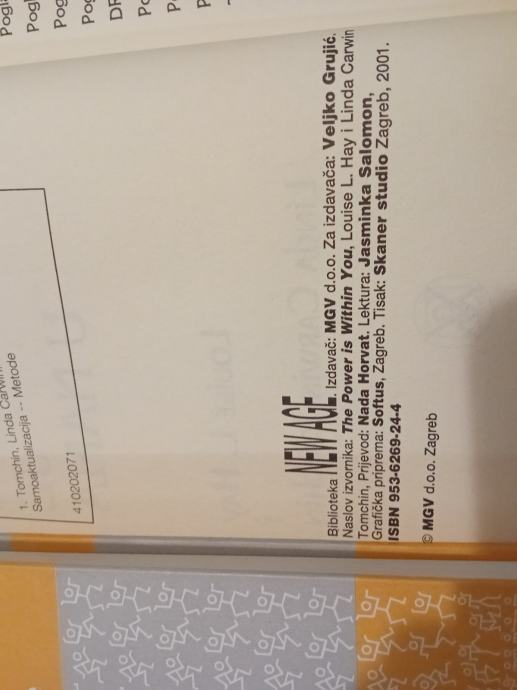 1. Tomchin, Linda Carwin.
Samoaktualizacija -- Metode
410202071
Biblioteka NEW AGE. Izdavač: MGV d.o.o. Za izdavača: Veljko Grujić.
Naslov izvornika: The Power is Within You, Louise L. Hay i Linda Carwin
Tomchin, Prijevod: Nada Horvat. Lektura: Jasminka Salomon,
Grafička priprema: Softus, Zagreb. Tisak: Skaner studio Zagreb, 2001.
ISBN 953-6269-24-4
© MGV d.o.o. Zagreb